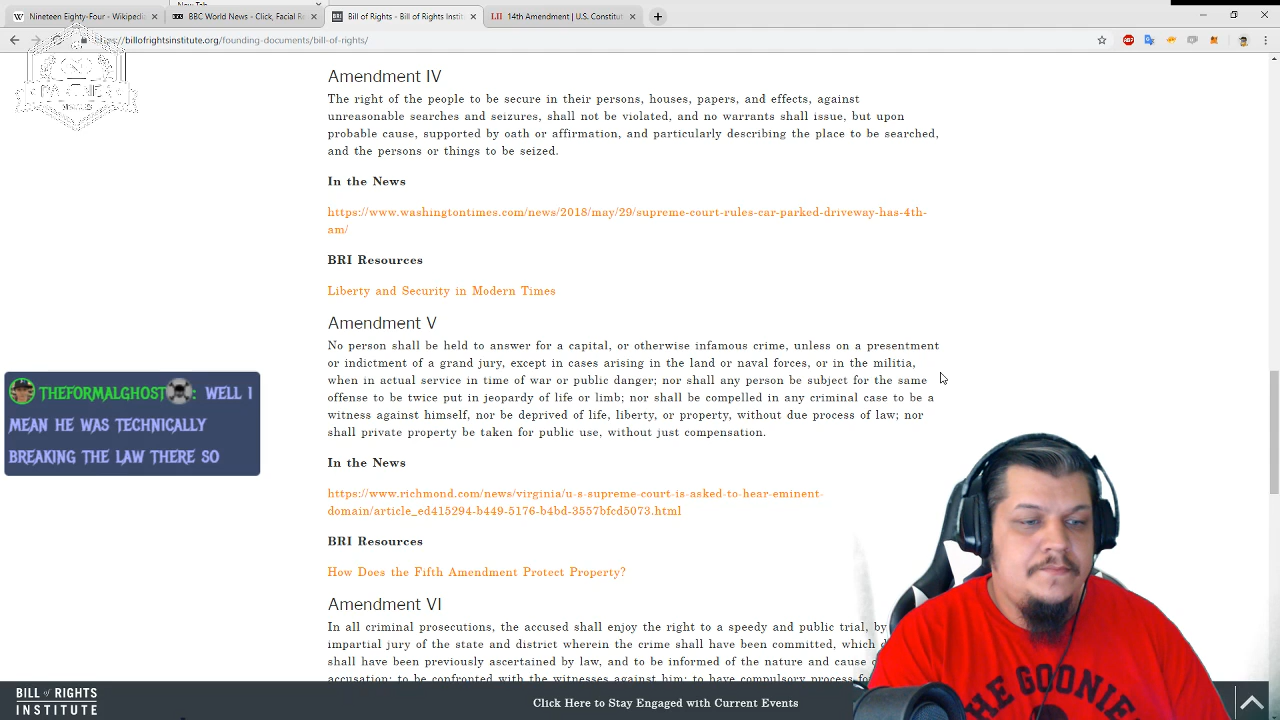 Nineteen Eighty-Four - Wikipedi
BBC World News - Click, Facial Re
Bill of Rights - Bill of Rights Instit
14th Amendment | U.S. Constitut
https://billofrightsinstitute.org/founding-documents/bill-of-rights/
Amendment IV
The right of the people to be secure in their persons, houses, papers, and effects, against
unreasonable searches and seizures, shall not be violated, and no warrants shall issue, but upon
probable cause, supported by oath or affirmation, and particularly describing the place to be searched,
and the persons or things to be seized.
In the News
https://www.washingtontimes.com/news/2018/may/29/supreme-court-rules-car-parked-driveway-has-4th-
am/
BRI Resources
Liberty and Security in Modern Times
Amendment V
No person shall be held to answer for a capital, or otherwise infamous crime, unless on a presentment
or indictment of a grand jury, except in cases arising in the land or naval forces, or in the militia,
when in actual service in time of war or public danger; nor shall any person be subject for the same
offense to be twice put in jeopardy of life or limb; nor shall be compelled in any criminal case to be a
witness against himself, nor be deprived of life, liberty, or property, without due process of law; nor
shall private property be taken for public use, without just compensation.
In the News
https://www.richmond.com/news/virginia/u-s-supreme-court-is-asked-to-hear-eminent-
domain/article_ed415294-b449-5176-b4bd-3557bfcd5073.html
BRI Resources
How Does the Fifth Amendment Protect Property?
Amendment VI
In all criminal prosecutions, the accused shall enjoy the right to a speedy and public trial, by
impartial jury of the state and district wherein the crime shall have been committed, which
shall have been previously ascertained by law, and to be informed of the nature and cause
accusation; to be confronted with the witnesses against him; to have compulsory process
THEFORMALGHOST: WELL I
MEAN HE WAS TECHNICALLY
BREAKING THE LAW THERE SO
BILL of RIGHTS
INSTITUTE
Click Here to Stay Engaged with Current Events
THE GOONIES